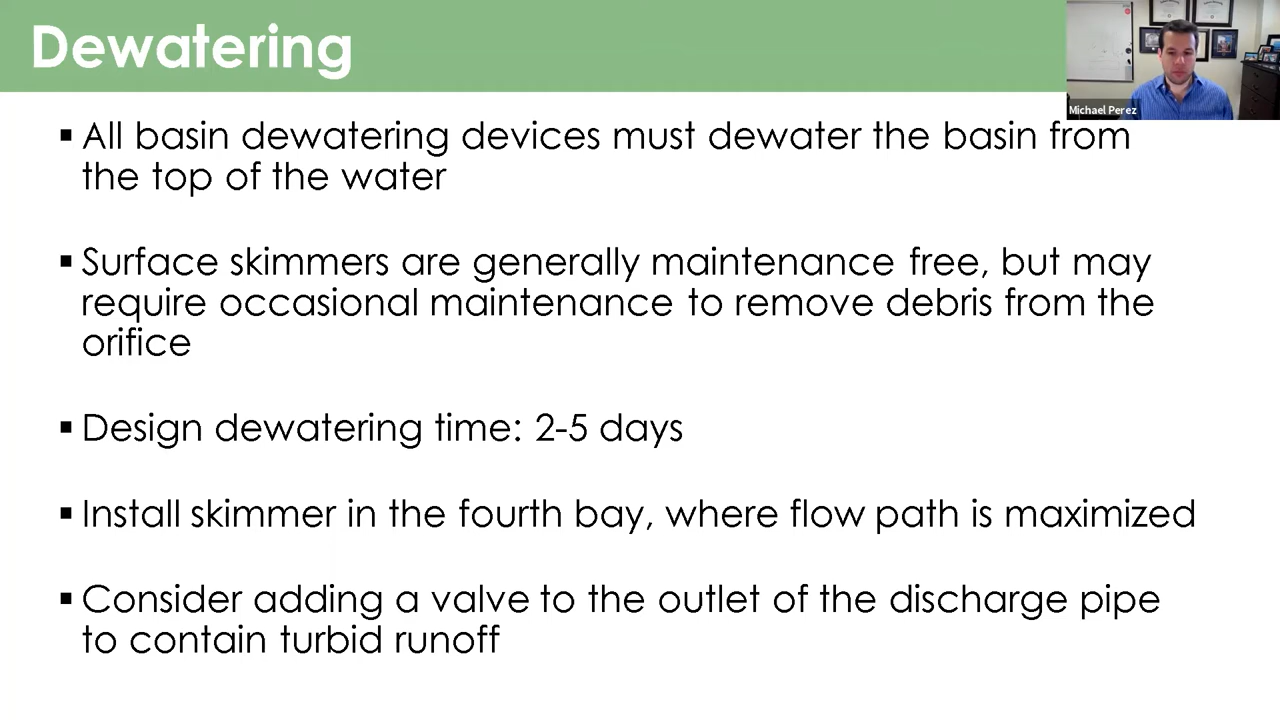 Dewatering
Michael Perez
▪ All basin dewatering devices must dewater the basin from
the top of the water
▪ Surface skimmers are generally maintenance free, but may
require occasional maintenance to remove debris from the
orifice
▪ Design dewatering time: 2-5 days
▪ Install skimmer in the fourth bay, where flow path is maximized
▪ Consider adding a valve to the outlet of the discharge pipe
to contain turbid runoff